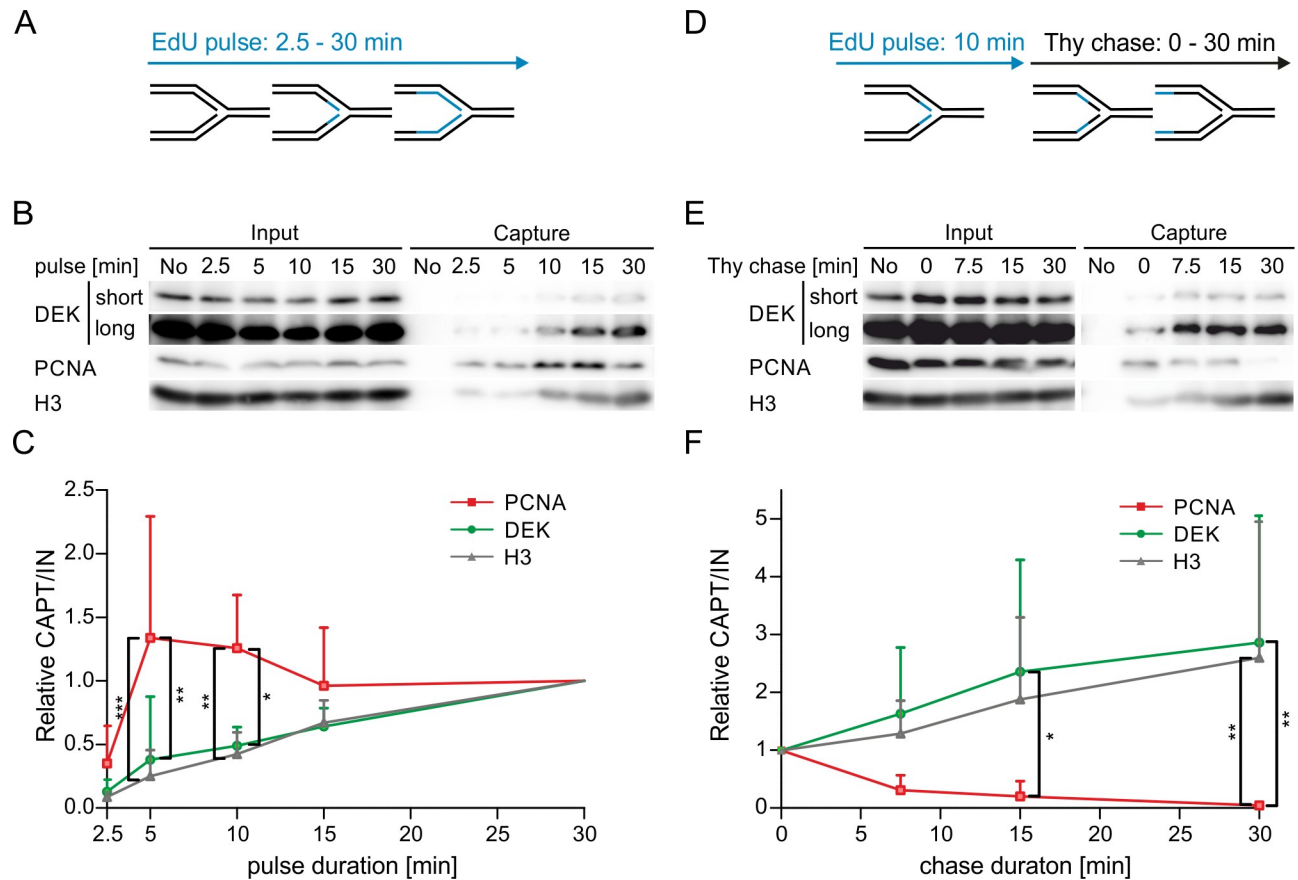 A
EdU pulse: 2.5 - 30 min
B
Input Capture
pulse [min] No 2.5 5 10 15 30 No 2.5 5 10 15 30
DEK short
long
PCNA
H3
C
2.5
2.0
1.5
1.0
0.5
0.0
Relative CAPT/IN
PCNA
DEK
H3
*** ** ** *
2.5 5 10 15 20 25 30
pulse duration [min]
D
EdU pulse: 10 min Thy chase: 0 - 30 min
E
Input Capture
Thy chase [min] No 0 7.5 15 30 No 0 7.5 15 30
DEK short
long
PCNA
H3
F
5
4
3
2
1
0
Relative CAPT/IN
PCNA
DEK
H3
* ** **
0 5 10 15 20 25 30
chase duraton [min]